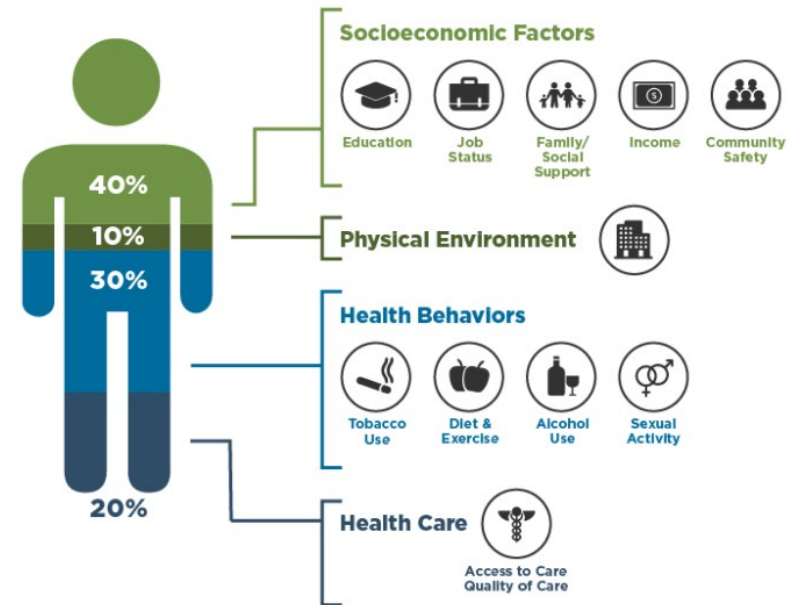 Socioeconomic Factors
Education
Job
Status
Family/
Social
Support
Income
Community
Safety
40%
10%
Physical Environment
30%
Health Behaviors
Tobacco
Use
Diet &
Exercise
Alcohol
Use
Sexual
Activity
20%
Health Care
Access to Care
Quality of Care
$